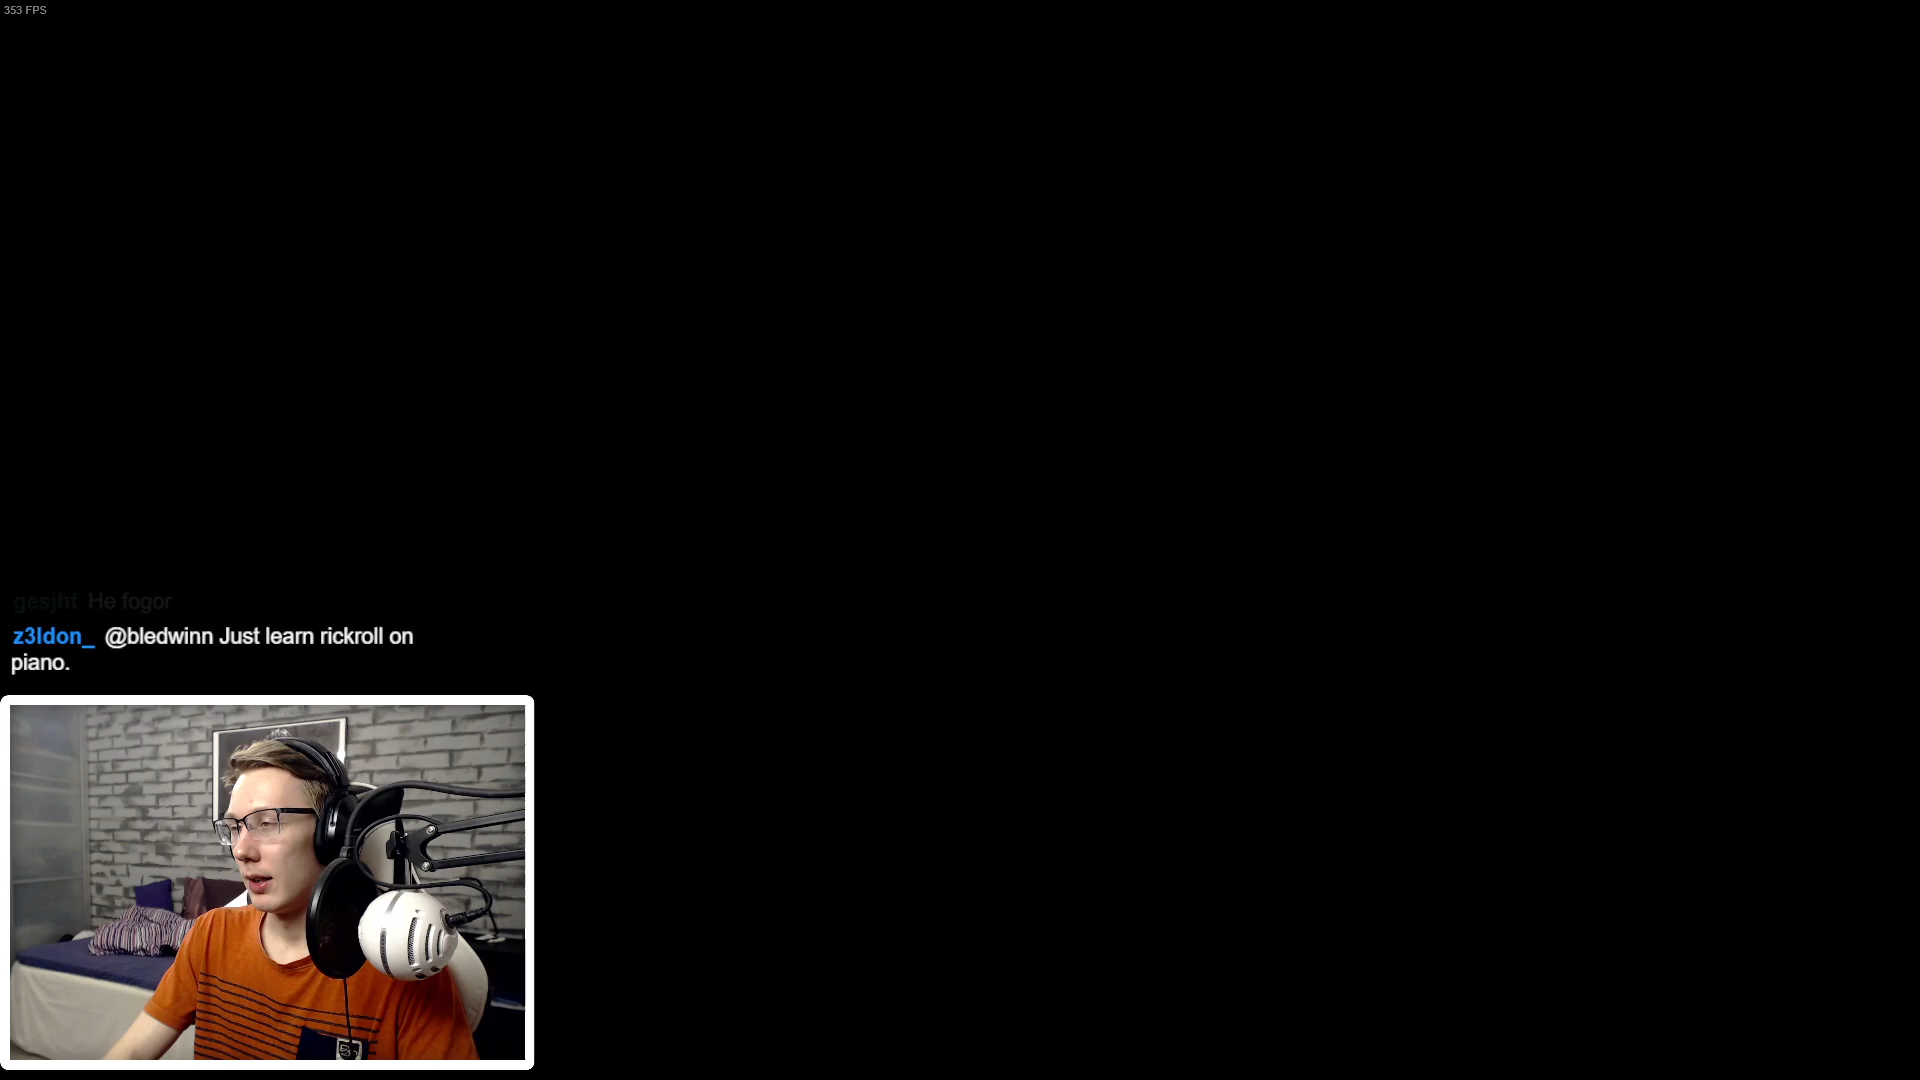 353 FPS
gesjht He fogor
z3ldon_ @bledwinn Just learn rickroll on
piano.